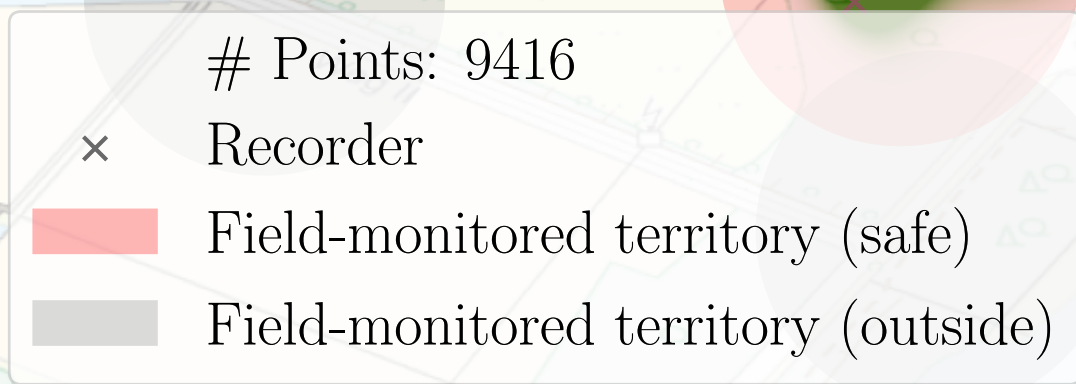 # Points: 9416
Recorder
Field-monitored territory (safe)
Field-monitored territory (outside)